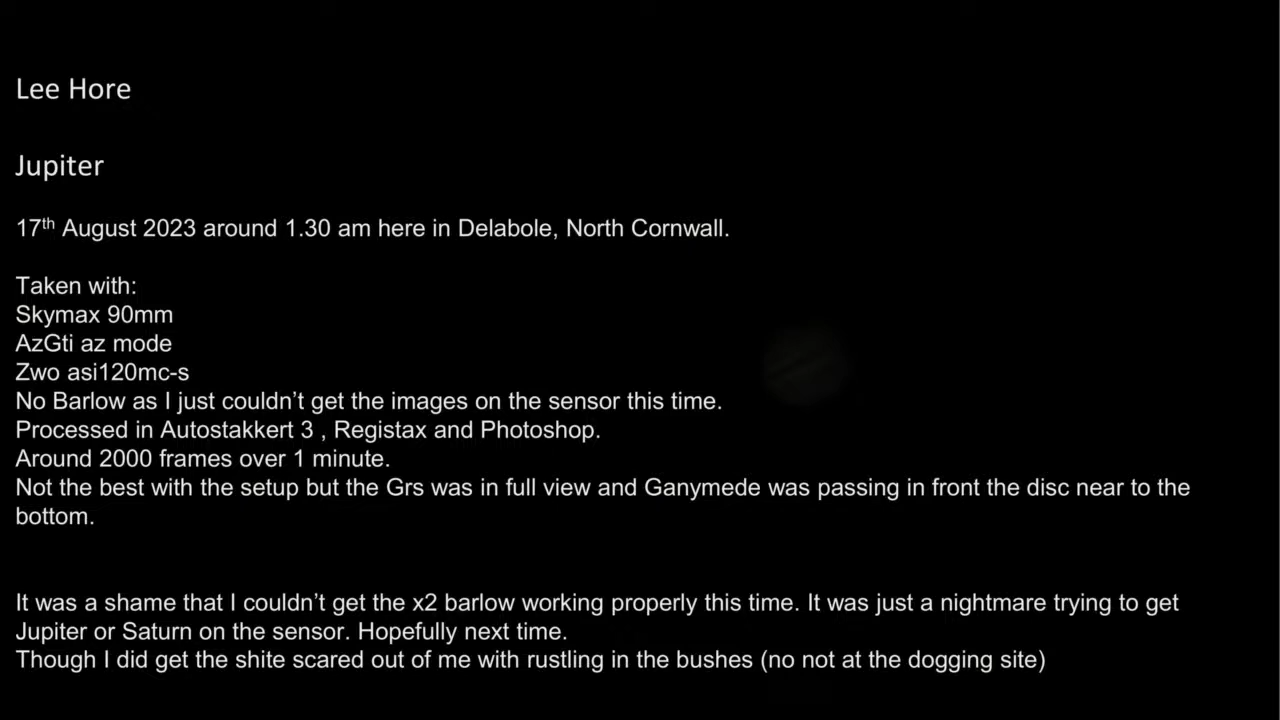 Lee Hore
Jupiter
17th August 2023 around 1.30 am here in Delabole, North Cornwall.
Taken with:
Skymax 90mm
AzGti az mode
Zwo asi120mc-s
No Barlow as I just couldn’t get the images on the sensor this time.
Processed in Autostakkert 3 , Registax and Photoshop.
Around 2000 frames over 1 minute.
Not the best with the setup but the Grs was in full view and Ganymede was passing in front the disc near to the
bottom.
It was a shame that I couldn’t get the x2 barlow working properly this time. It was just a nightmare trying to get
Jupiter or Saturn on the sensor. Hopefully next time.
Though I did get the shite scared out of me with rustling in the bushes (no not at the dogging site)